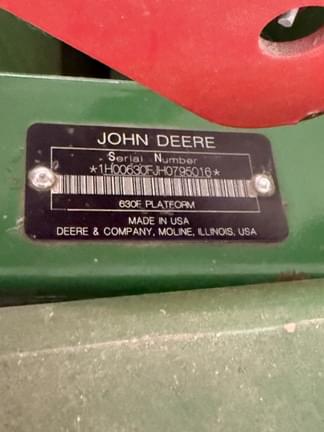 JOHN DEERE
Serial Number
*1H00630FJH0795016*
630F PLATFORM
MADE IN USA
DEERE & COMPANY, MOLINE, ILLINOIS, USA